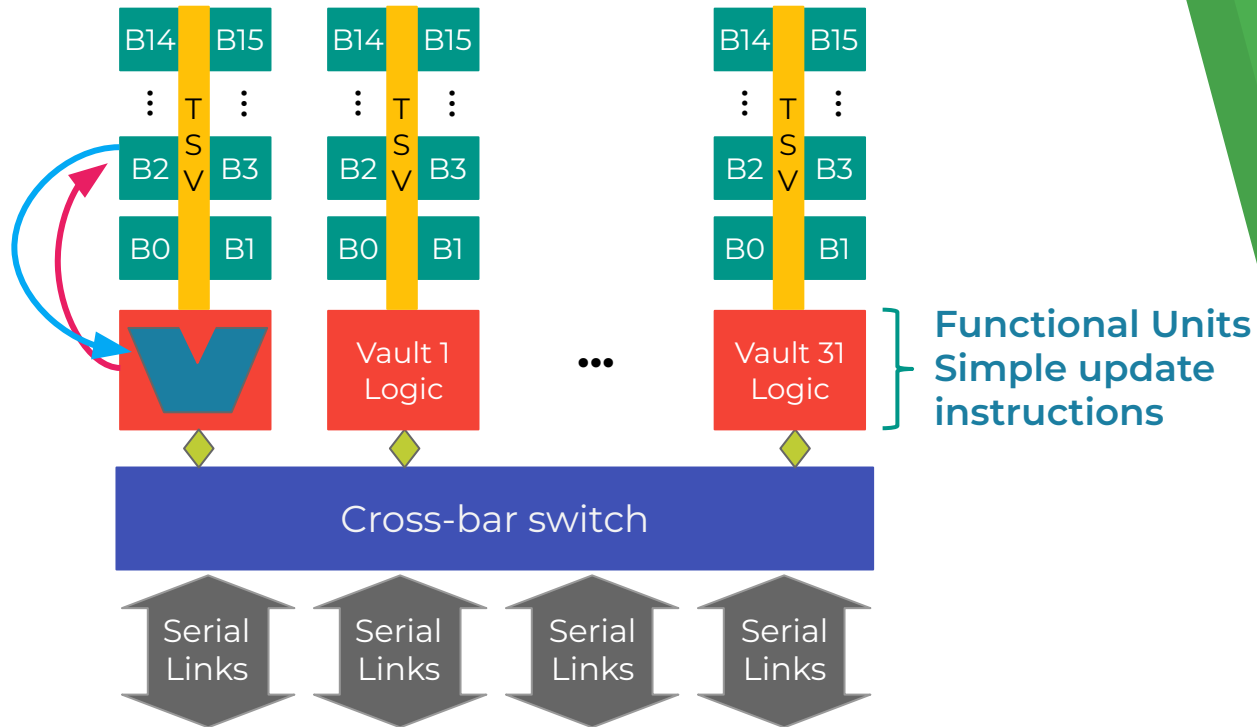 B14
B15
B14
B15
B14
B15
T
S
V
T
S
V
T
S
V
B2
B3
B2
B3
B2
B3
B0
B1
B0
B1
B0
B1
Vault 1
Logic
Vault 31
Logic
Functional Units
Simple update
instructions
Cross-bar switch
Serial
Links
Serial
Links
Serial
Links
Serial
Links